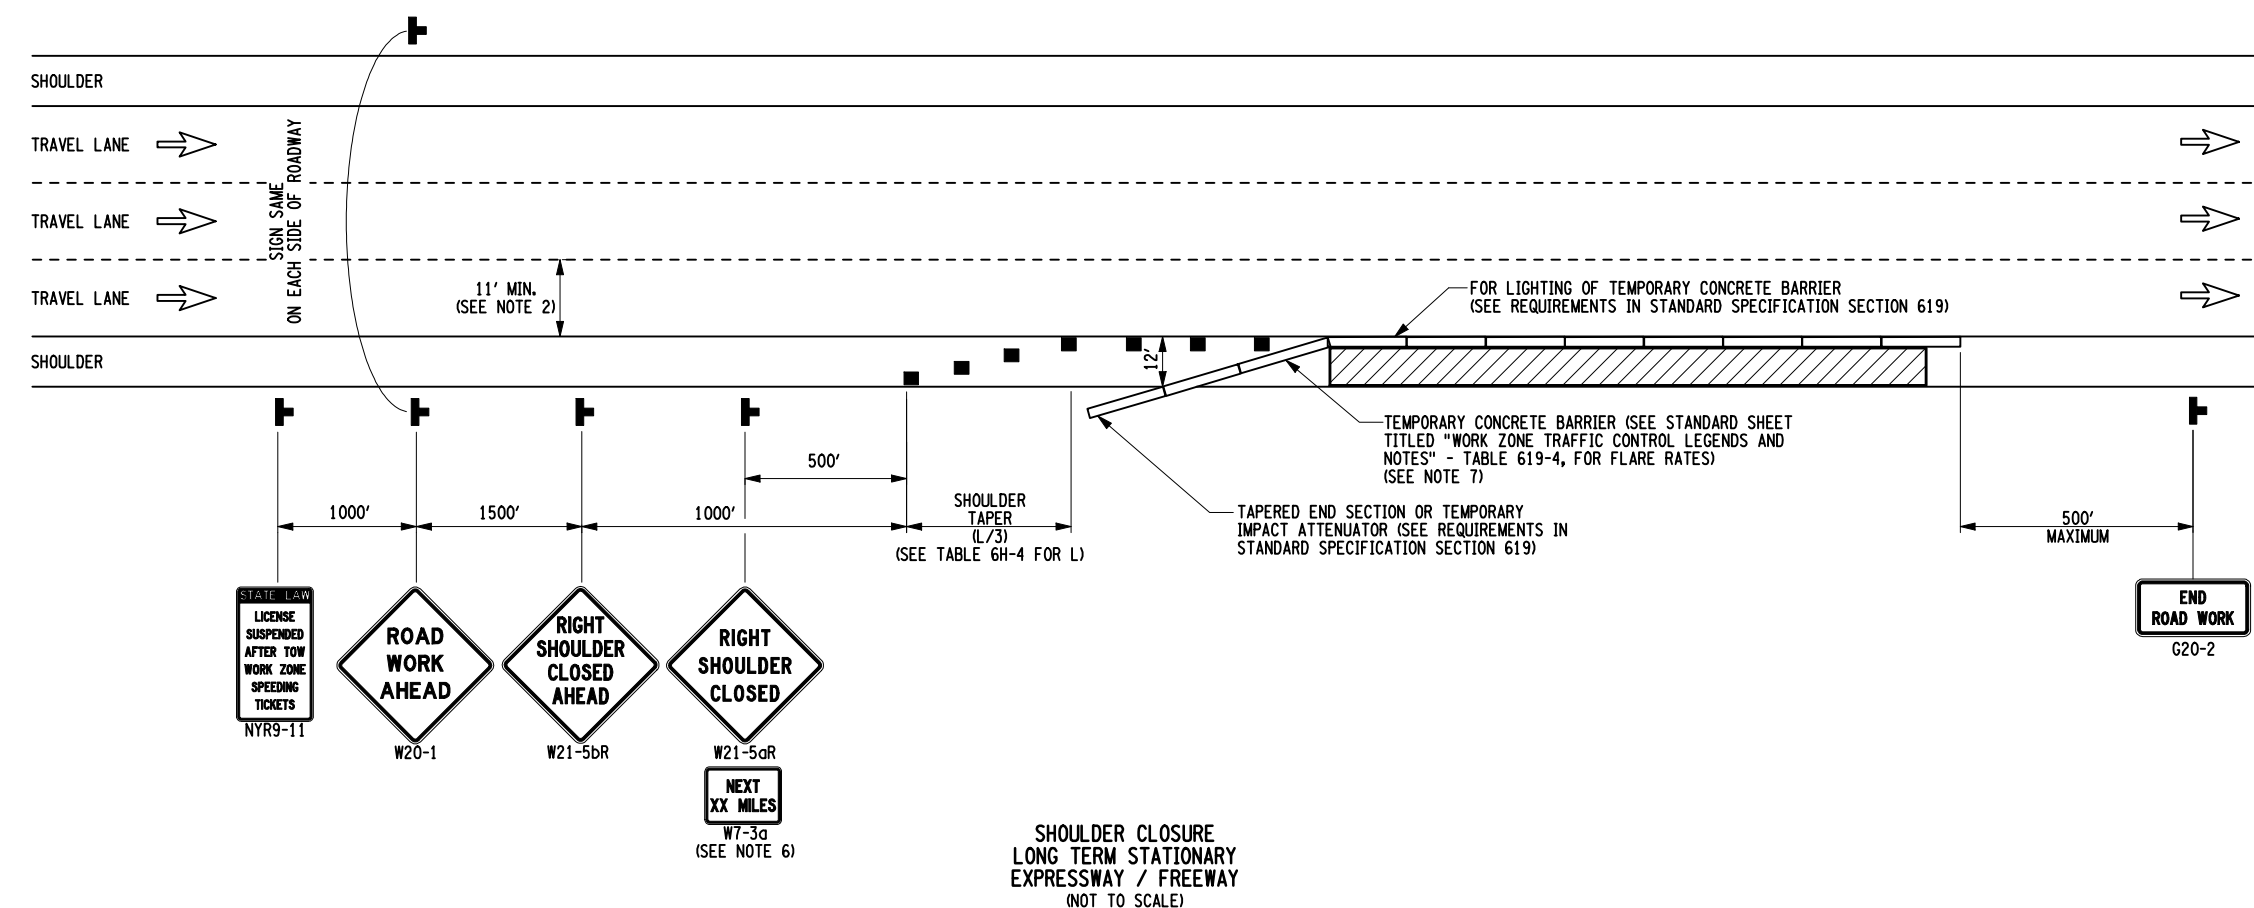 SHOULDER
TRAVEL LANE
TRAVEL LANE
TRAVEL LANE
SHOULDER
SIGN SAME
ON EACH SIDE OF ROADWAY
11' MIN.
(SEE NOTE 2)
12'
FOR LIGHTING OF TEMPORARY CONCRETE BARRIER
(SEE REQUIREMENTS IN STANDARD SPECIFICATION SECTION 619)
TEMPORARY CONCRETE BARRIER (SEE STANDARD SHEET
TITLED "WORK ZONE TRAFFIC CONTROL LEGENDS AND
NOTES" - TABLE 619-4, FOR FLARE RATES)
(SEE NOTE 7)
TAPERED END SECTION OR TEMPORARY
IMPACT ATTENUATOR (SEE REQUIREMENTS IN
STANDARD SPECIFICATION SECTION 619)
1000'
1500'
1000'
500'
SHOULDER
TAPER
(L/3)
(SEE TABLE 6H-4 FOR L)
500'
MAXIMUM
STATE LAW
LICENSE
SUSPENDED
AFTER TOW
WORK ZONE
SPEEDING
TICKETS
NYR9-11
ROAD
WORK
AHEAD
W20-1
RIGHT
SHOULDER
CLOSED
AHEAD
W21-5bR
RIGHT
SHOULDER
CLOSED
W21-5aR
NEXT
XX MILES
W7-3a
(SEE NOTE 6)
END
ROAD WORK
G20-2
SHOULDER CLOSURE
LONG TERM STATIONARY
EXPRESSWAY / FREEWAY
(NOT TO SCALE)